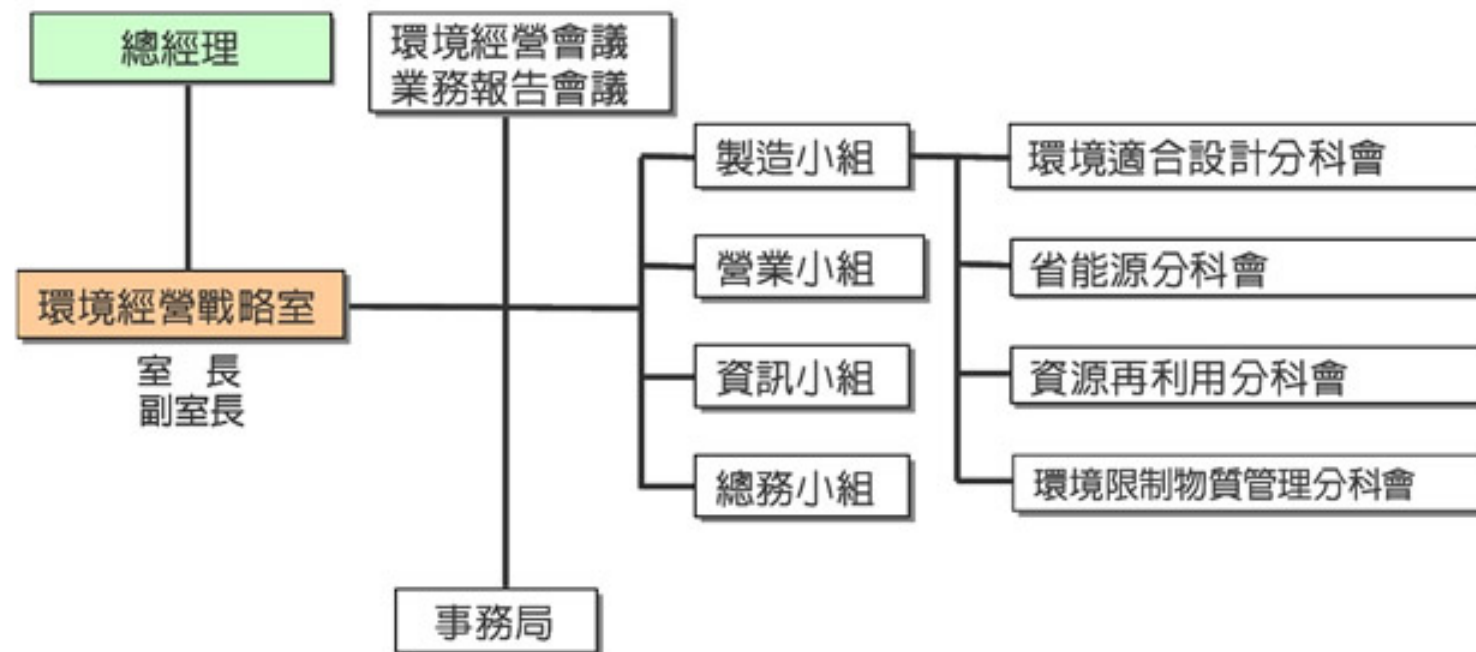 總經理
環境經營會議
業務報告會議
製造小組
環境適合設計分科會
營業小組
省能源分科會
環境經營戰略室
室 長
副室長
資訊小組
資源再利用分科會
總務小組
環境限制物質管理分科會
事務局